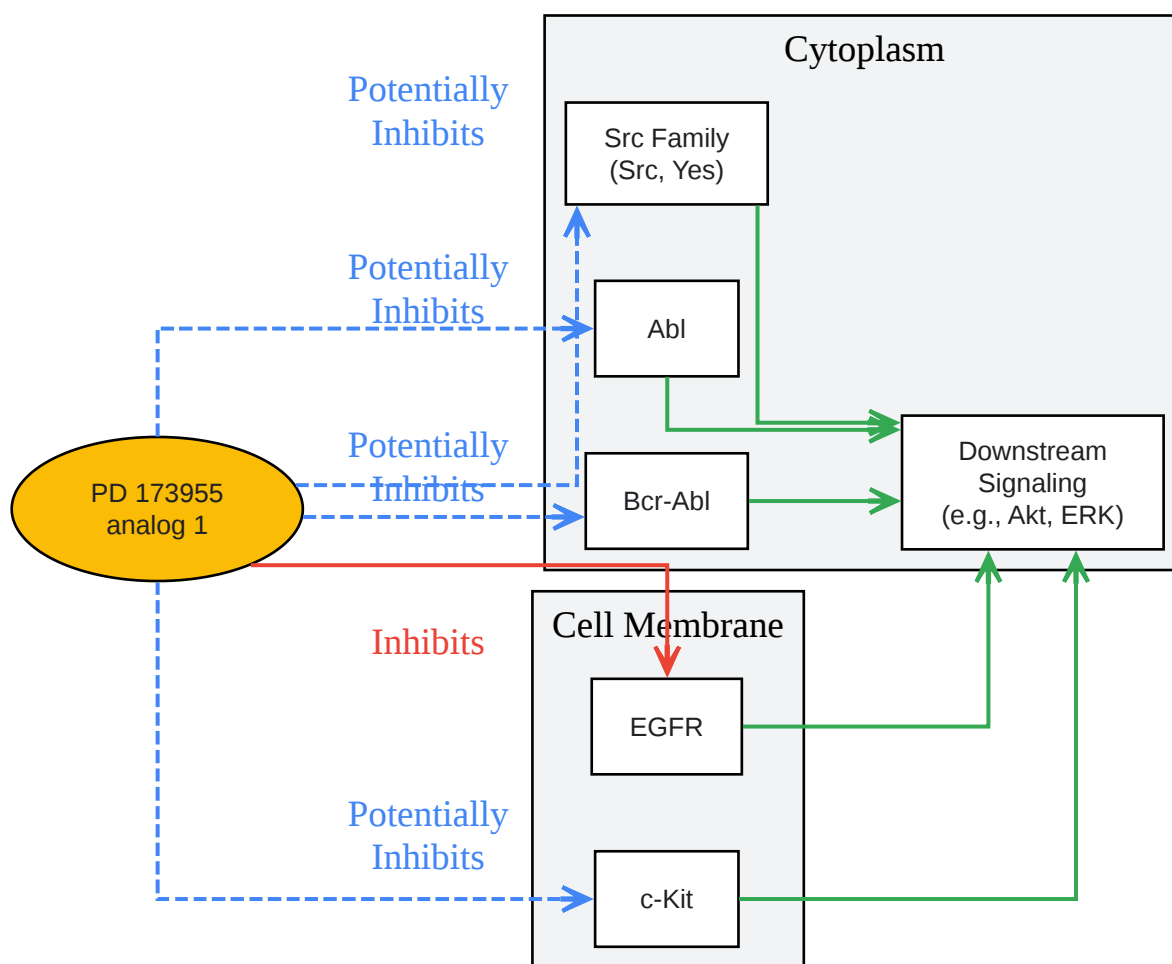 Cytoplasm
Potentially
Inhibits
Src Family
(Src, Yes)
Potentially
Inhibits
Abl
Potentially
Inhibits
PD 173955
analog 1
Bcr-Abl
Downstream
Signaling
(e.g., Akt, ERK)
Inhibits
Cell Membrane
EGFR
Potentially
Inhibits
c-Kit